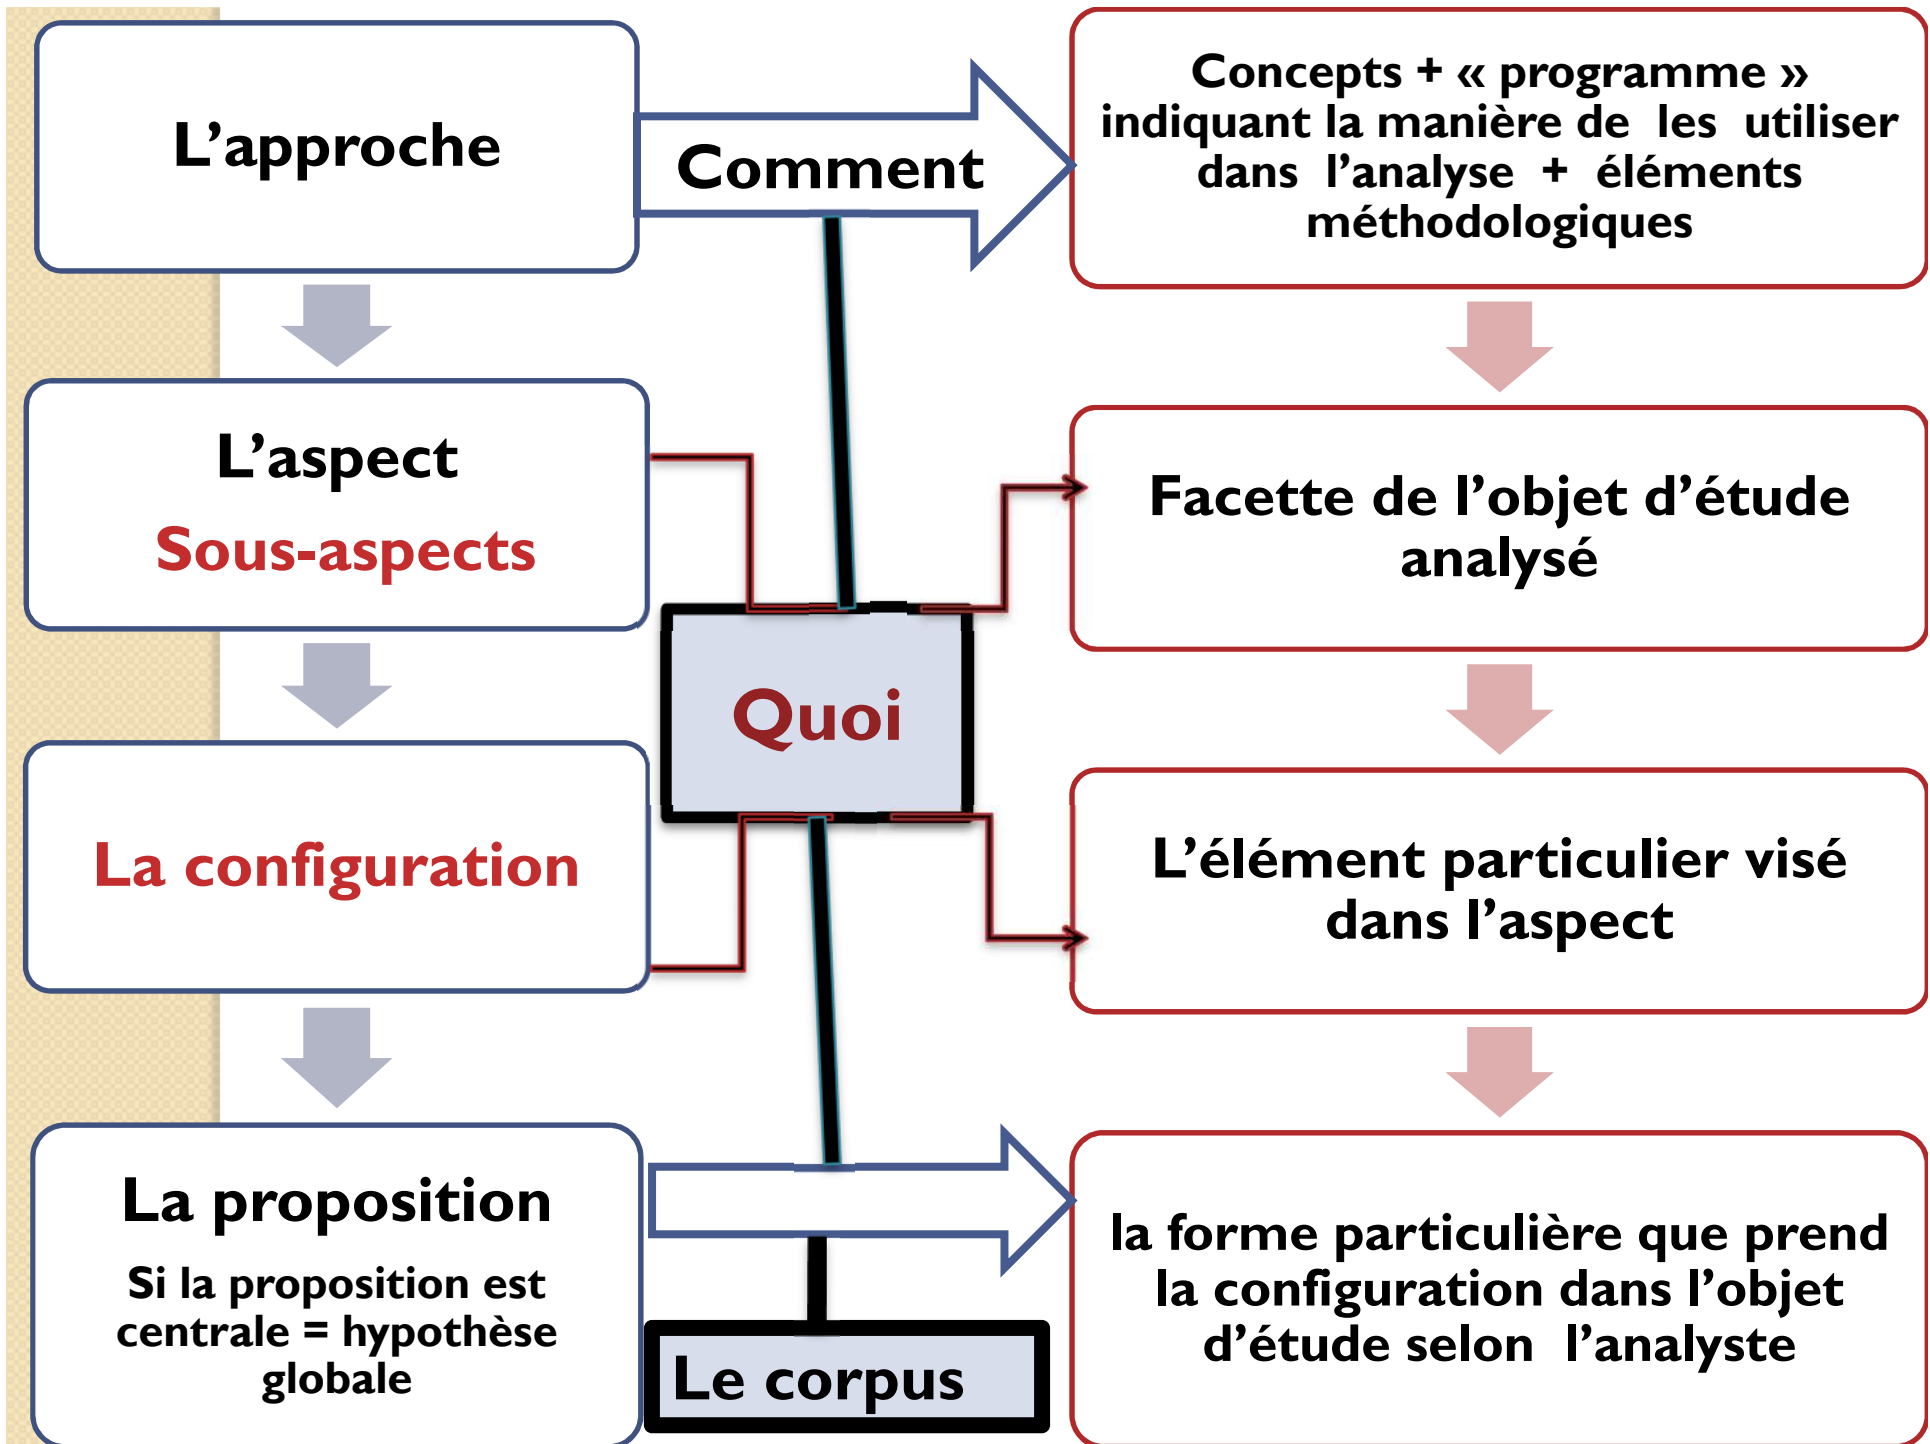 L’approche
Comment
Concepts + « programme »
indiquant la manière de les utiliser
dans l’analyse + éléments
méthodologiques
L’aspect
Sous-aspects
Facette de l’objet d’étude
analysé
Quoi
La configuration
L’élément particulier visé
dans l’aspect
La proposition
Si la proposition est
centrale = hypothèse
globale
la forme particulière que prend
la configuration dans l’objet
d’étude selon l’analyste
Le corpus